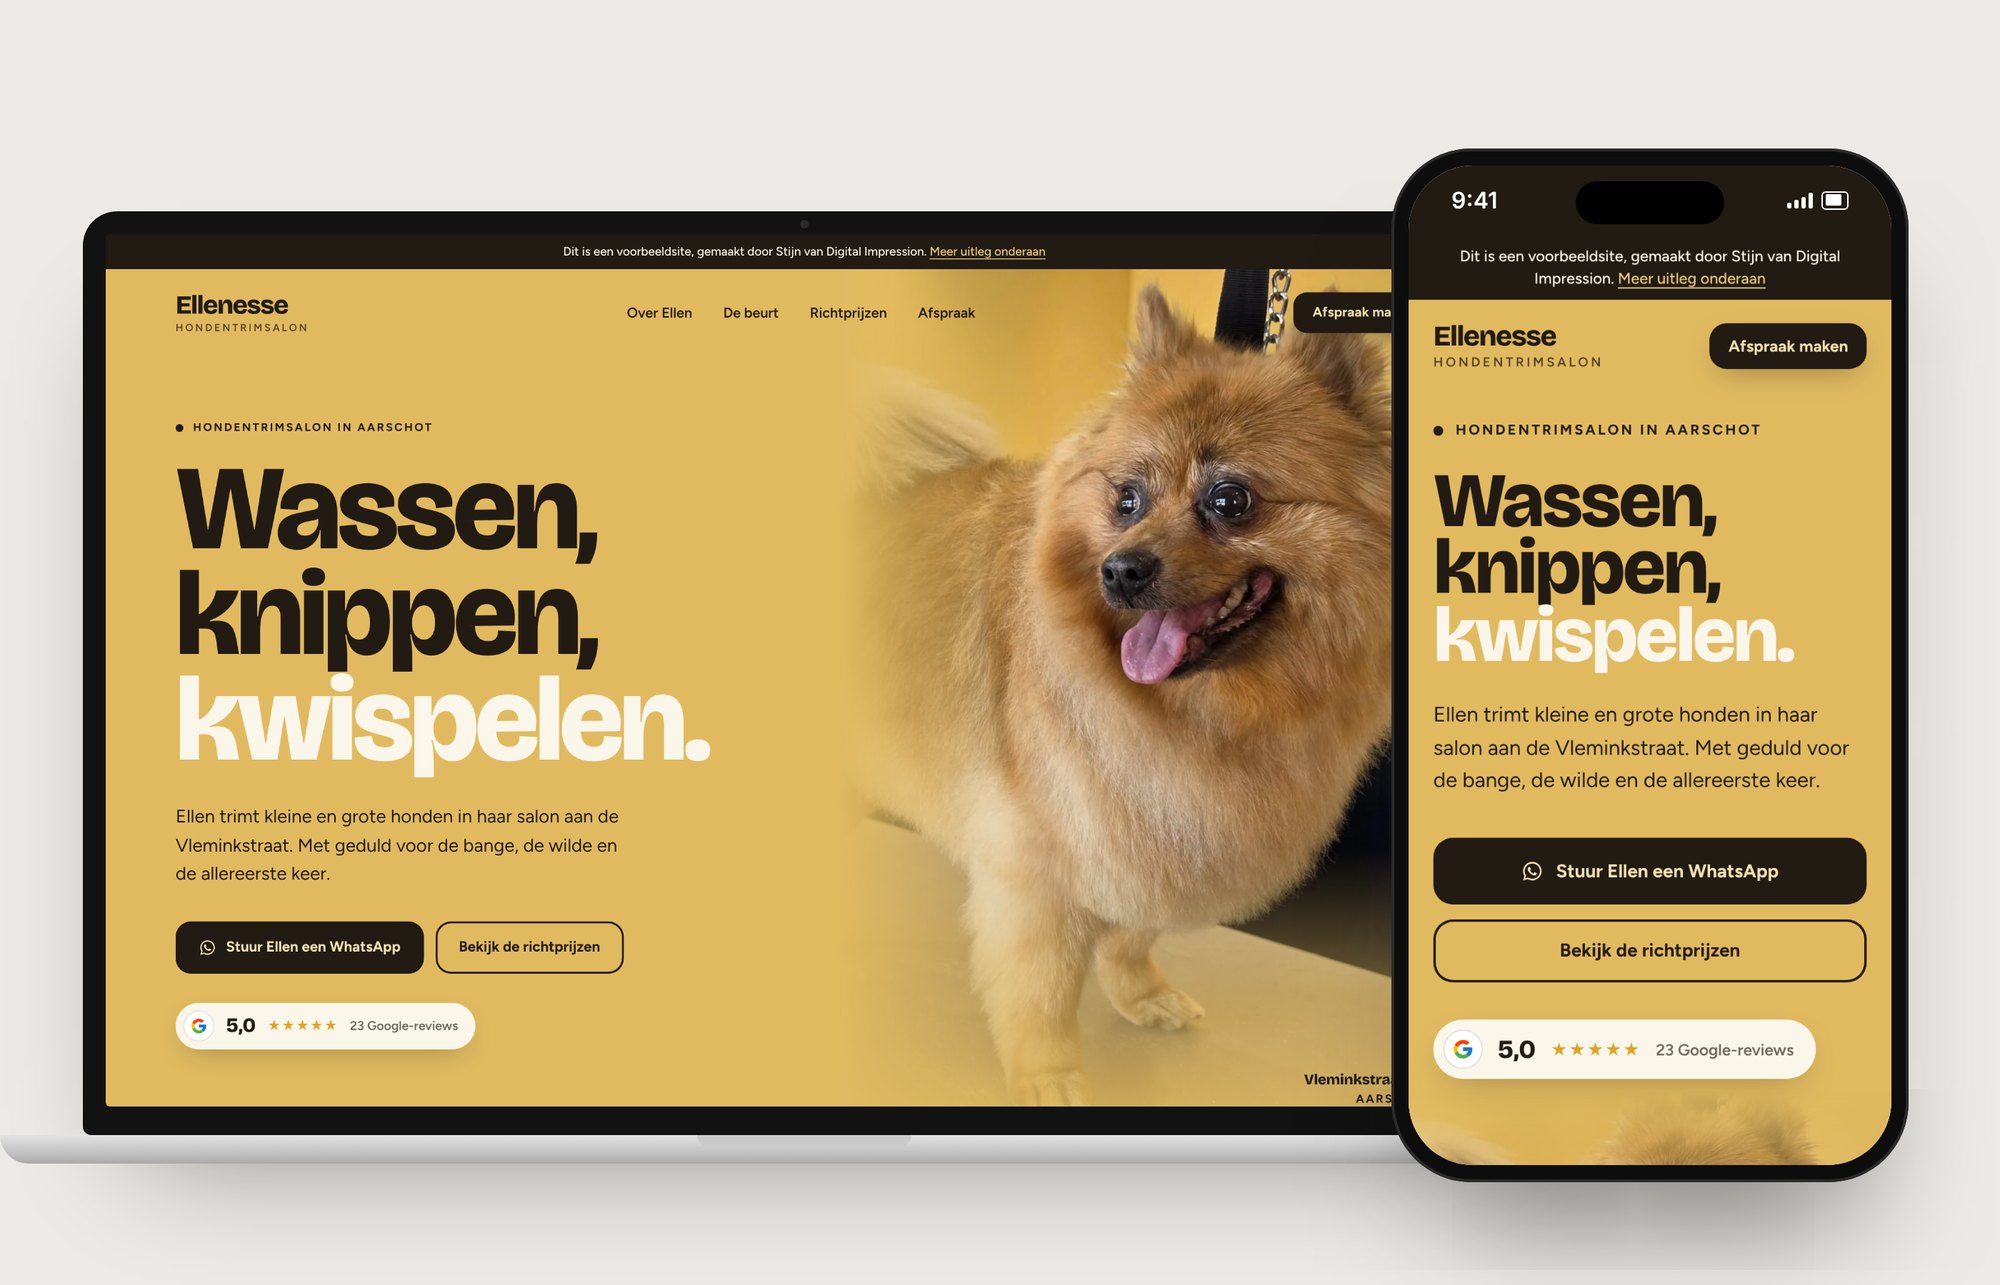 Dit is een voorbeeldsite, gemaakt door Stijn van Digital Impression. Meer uitleg onderaan
Ellenesse
HONDENTRIMSALON
Over Ellen
De beurt
Richtprijzen
Afspraak
Afspraak ma
HONDENTRIMSALON IN AARSCHOT
Wassen,
knippen,
kwispelen.
Ellen trimt kleine en grote honden in haar salon aan de
Vleminkstraat. Met geduld voor de bange, de wilde en
de allereerste keer.
Stuur Ellen een WhatsApp
Bekijk de richtprijzen
5,0 ★★★★★ 23 Google-reviews
Vleminkstraa
AARS
9:41
Dit is een voorbeeldsite, gemaakt door Stijn van Digital
Impression. Meer uitleg onderaan
Ellenesse
HONDENTRIMSALON
Afspraak maken
HONDENTRIMSALON IN AARSCHOT
Wassen,
knippen,
kwispelen.
Ellen trimt kleine en grote honden in haar
salon aan de Vleminkstraat. Met geduld voor
de bange, de wilde en de allereerste keer.
Stuur Ellen een WhatsApp
Bekijk de richtprijzen
5,0 ★★★★★ 23 Google-reviews